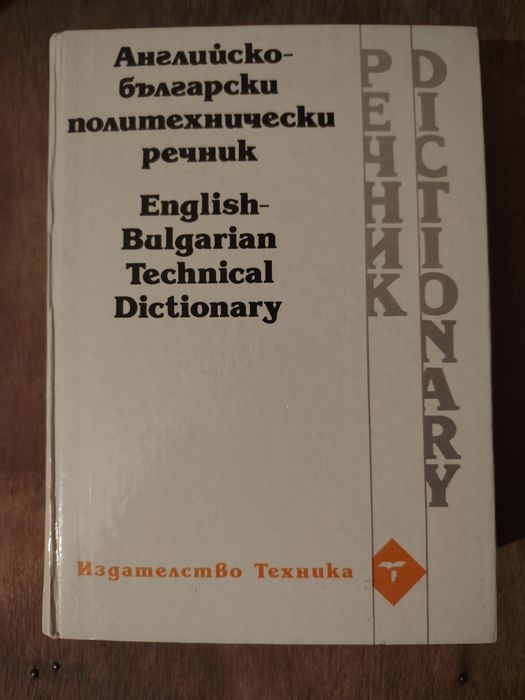 Английско-
български
политехнически
речник
English-
Bulgarian
Technical
Dictionary
РЕЧНИК
DICTIONARY
Издателство Техника